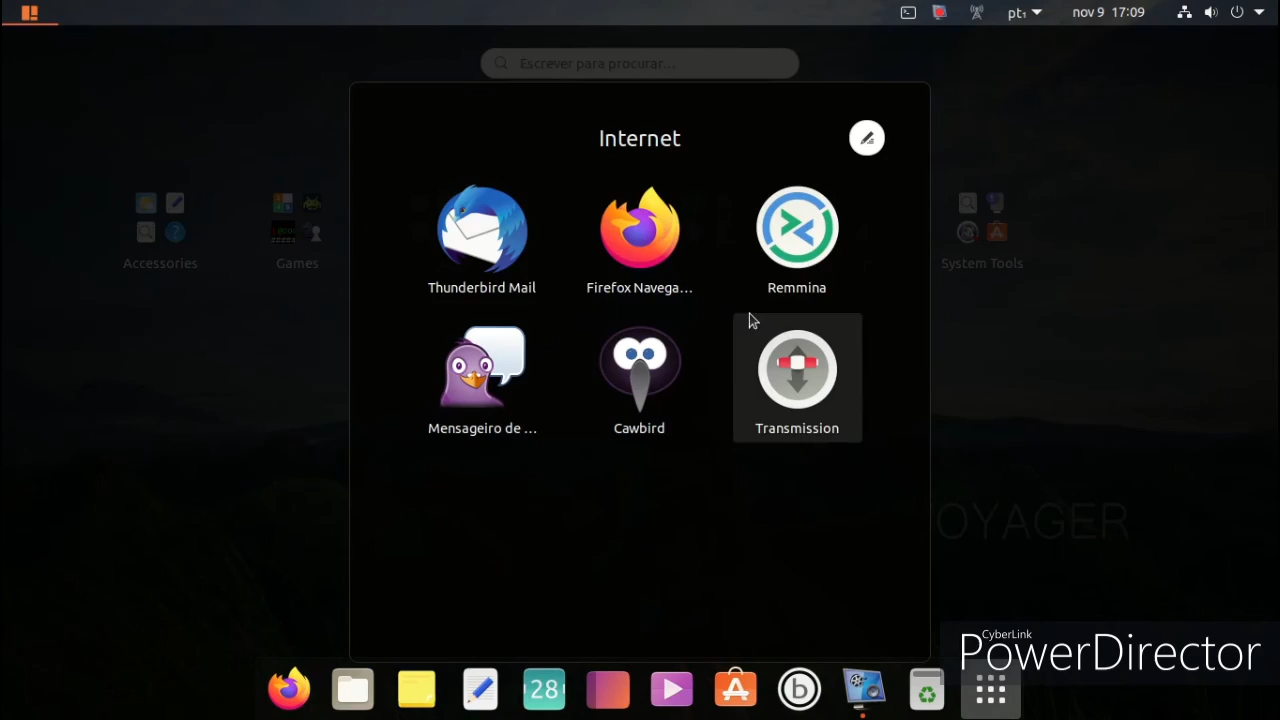 pt₁ nov 9 17:09
Escrever para procurar...
Internet
Thunderbird Mail Firefox Navega... Remmina
Accessories Games System Tools
Mensageiro de ... Cawbird Transmission
OYAGER
CyberLink
PowerDirector
28
b